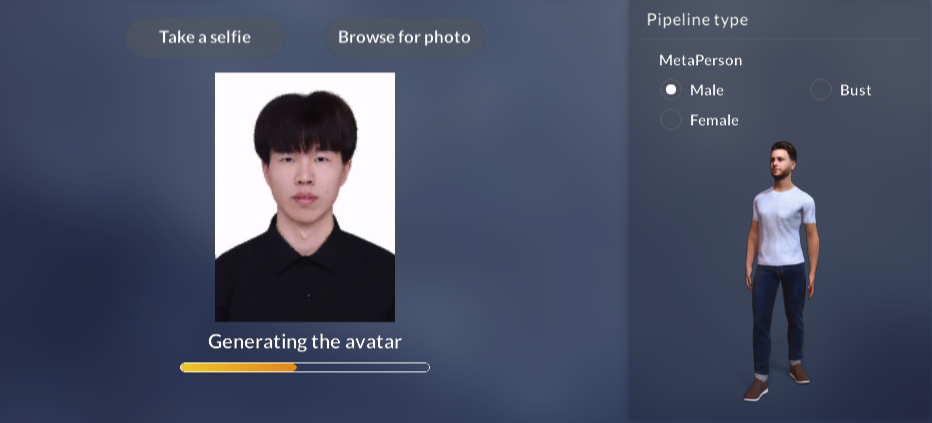 Take a selfie
Browse for photo
Generating the avatar
Pipeline type
MetaPerson
Male
Bust
Female